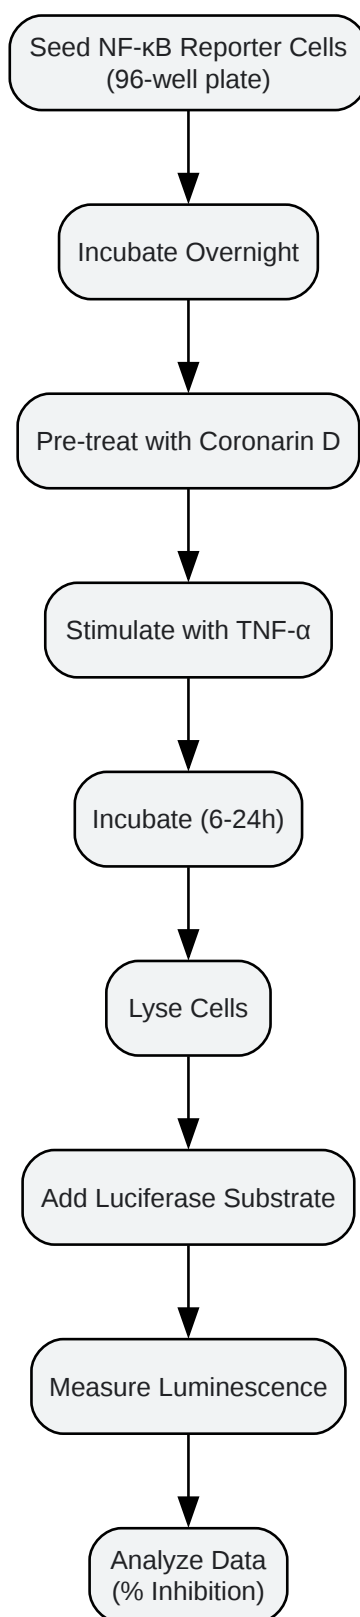 Seed NF-κB Reporter Cells
(96-well plate)
Incubate Overnight
Pre-treat with Coronarin D
Stimulate with TNF-α
Incubate (6-24h)
Lyse Cells
Add Luciferase Substrate
Measure Luminescence
Analyze Data
(% Inhibition)